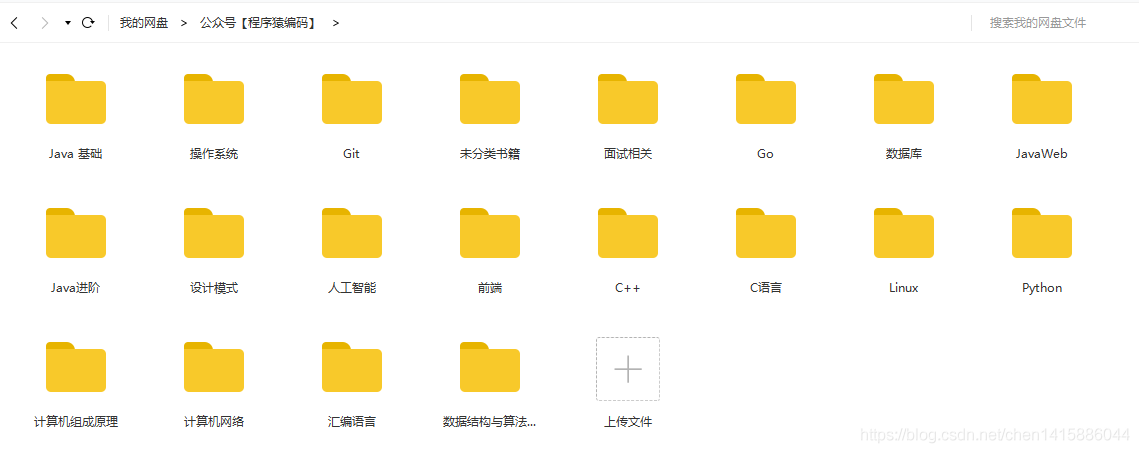 我的网盘 > 公众号【程序猿编码】 > 搜索我的网盘文件
Java 基础 操作系统 Git 未分类书籍 面试相关 Go 数据库 JavaWeb
Java进阶 设计模式 人工智能 前端 C++ C语言 Linux Python
计算机组成原理 计算机网络 汇编语言 数据结构与算法... 上传文件
https://blog.csdn.net/chen1415886044